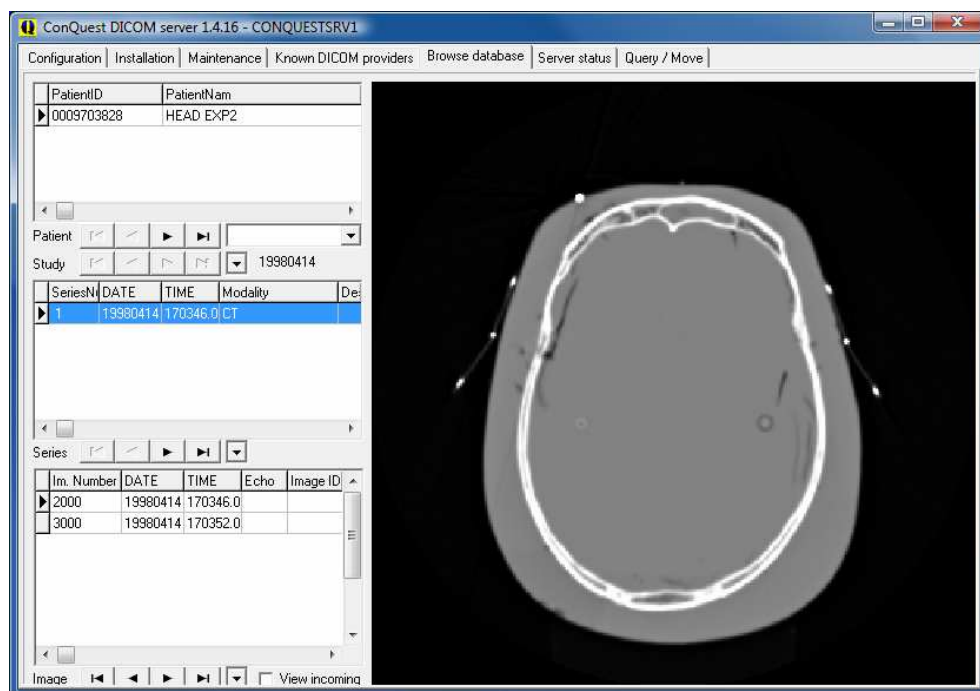 ConQuest DICOM server 1.4.16 - CONQUESTSRV1
Configuration Installation Maintenance Known DICOM providers Browse database Server status Query / Move
PatientID PatientNam
0009703828 HEAD EXP2
Patient
Study 19980414
SeriesN DATE TIME Modality De
1 19980414 170346.0 CT
Series
Im. Number DATE TIME Echo Image ID
2000 19980414 170346.0
3000 19980414 170352.0
Image View incoming